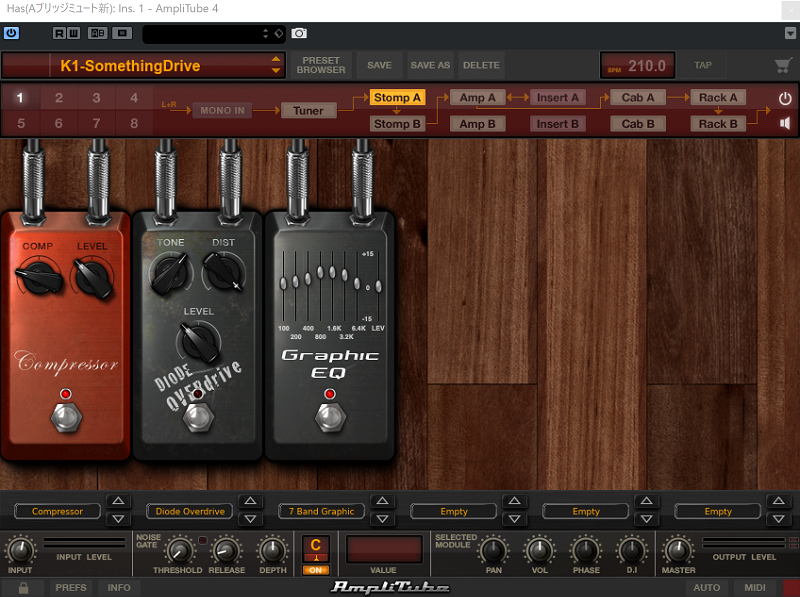 Has(Aブリッジミュート新): Ins. 1 - AmpliTube 4
R W AB
K1-SomethingDrive
PRESET BROWSER SAVE SAVE AS DELETE BPM 210.0 TAP
1 2 3 4 L+R MONO IN Tuner Stomp A Amp A Insert A Cab A Rack A
5 6 7 8 Stomp B Amp B Insert B Cab B Rack B
COMP LEVEL
Compressor
TONE DIST
LEVEL
DIODE
OVERdrive
+15
0
-15
100 400 1.6K 6.4K LEV
200 800 3.2K
Graphic
EQ
Compressor Diode Overdrive 7 Band Graphic Empty Empty Empty
INPUT INPUT LEVEL
NOISE GATE THRESHOLD RELEASE DEPTH
C
ON
VALUE
SELECTED MODULE PAN VOL PHASE D.I
MASTER OUTPUT LEVEL
PREFS INFO AmpliTube AUTO MIDI